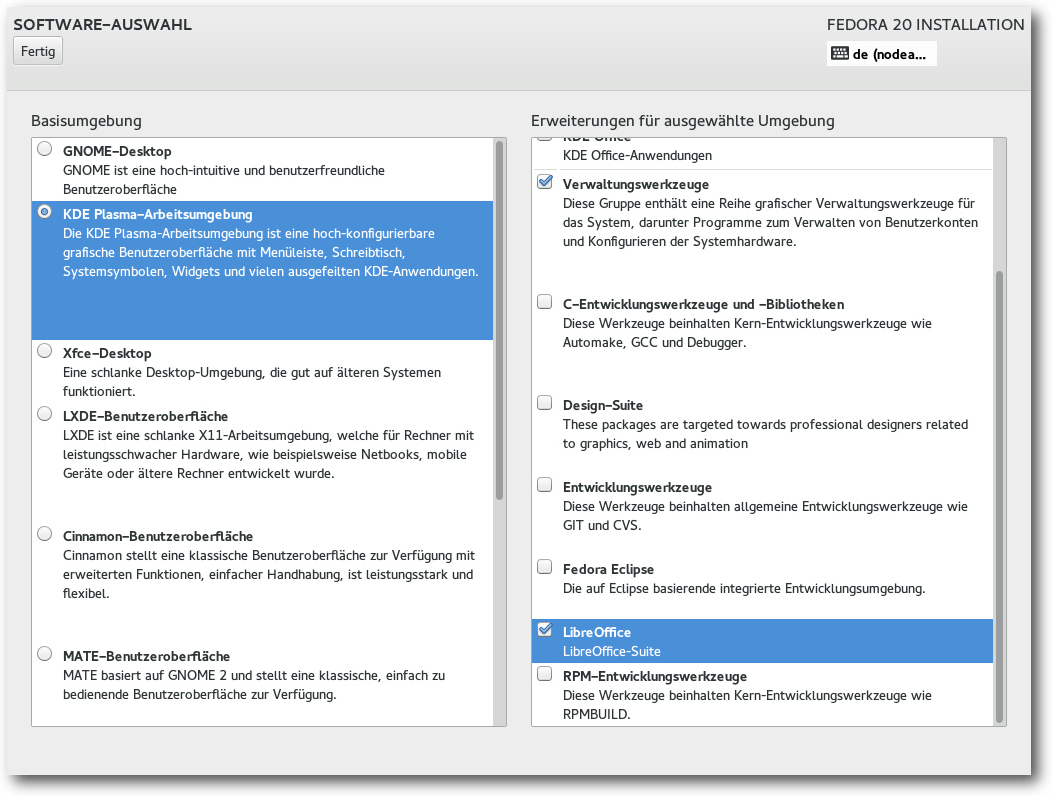 SOFTWARE-AUSWAHL
FEDORA 20 INSTALLATION
Fertig
de (nodea...
Basisumgebung
GNOME-Desktop
GNOME ist eine hoch-intuitive und benutzerfreundliche
Benutzeroberfläche
KDE Plasma-Arbeitsumgebung
Die KDE Plasma-Arbeitsumgebung ist eine hoch-konfigurierbare
grafische Benutzeroberfläche mit Menüleiste, Schreibtisch,
Systemsymbolen, Widgets und vielen ausgefeilten KDE-Anwendungen.
Xfce-Desktop
Eine schlanke Desktop-Umgebung, die gut auf älteren Systemen
funktioniert.
LXDE-Benutzeroberfläche
LXDE ist eine schlanke X11-Arbeitsumgebung, welche für Rechner mit
leistungsschwacher Hardware, wie beispielsweise Netbooks, mobile
Geräte oder ältere Rechner entwickelt wurde.
Cinnamon-Benutzeroberfläche
Cinnamon stellt eine klassische Benutzeroberfläche zur Verfügung mit
erweiterten Funktionen, einfacher Handhabung, ist leistungsstark und
flexibel.
MATE-Benutzeroberfläche
MATE basiert auf GNOME 2 und stellt eine klassische, einfach zu
bedienende Benutzeroberfläche zur Verfügung.
Erweiterungen für ausgewählte Umgebung
KDE Office
KDE Office-Anwendungen
Verwaltungswerkzeuge
Diese Gruppe enthält eine Reihe grafischer Verwaltungswerkzeuge für
das System, darunter Programme zum Verwalten von Benutzerkonten
und Konfigurieren der Systemhardware.
C-Entwicklungswerkzeuge und -Bibliotheken
Diese Werkzeuge beinhalten Kern-Entwicklungswerkzeuge wie
Automake, GCC und Debugger.
Design-Suite
These packages are targeted towards professional designers related
to graphics, web and animation
Entwicklungswerkzeuge
Diese Werkzeuge beinhalten allgemeine Entwicklungswerkzeuge wie
GIT und CVS.
Fedora Eclipse
Die auf Eclipse basierende integrierte Entwicklungsumgebung.
LibreOffice
LibreOffice-Suite
RPM-Entwicklungswerkzeuge
Diese Werkzeuge beinhalten Kern-Entwicklungswerkzeuge wie
RPMBUILD.